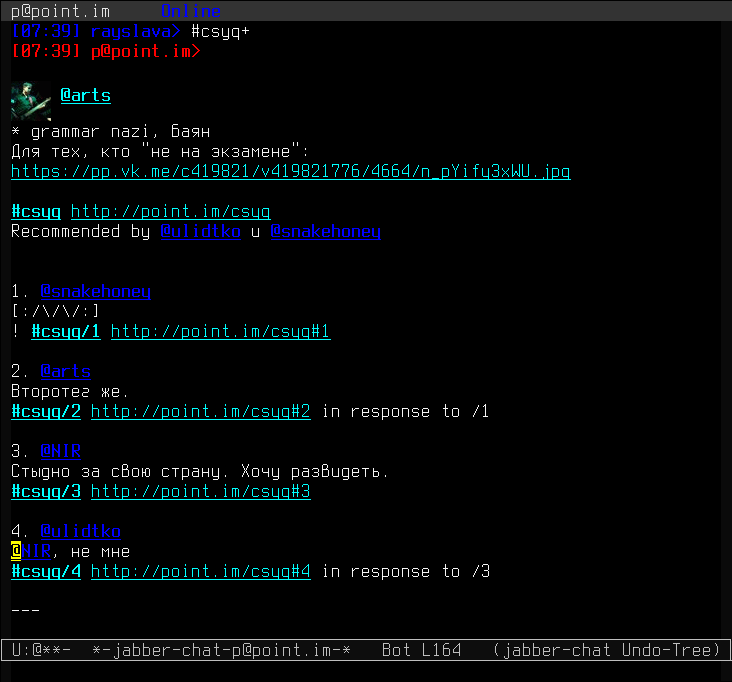 p@point.im Online
[07:39] rayslava> #csyq+
[07:39] p@point.im>
@arts
* grammar nazi, баян
Для тех, кто "не на экзамене":
https://pp.vk.me/c419821/v419821776/4664/n_pYify3xWU.jpg
#csyq http://point.im/csyq
Recommended by @ulidtko и @snakehoney
1. @snakehoney
[:/\/\/:]
! #csyq/1 http://point.im/csyq#1
2. @arts
Второтег же.
#csyq/2 http://point.im/csyq#2 in response to /1
3. @N1R
Стыдно за свою страну. Хочу развидеть.
#csyq/3 http://point.im/csyq#3
4. @ulidtko
@N1R, не мне
#csyq/4 http://point.im/csyq#4 in response to /3
---
U:@**- *-jabber-chat-p@point.im-* Bot L164 (jabber-chat Undo-Tree)